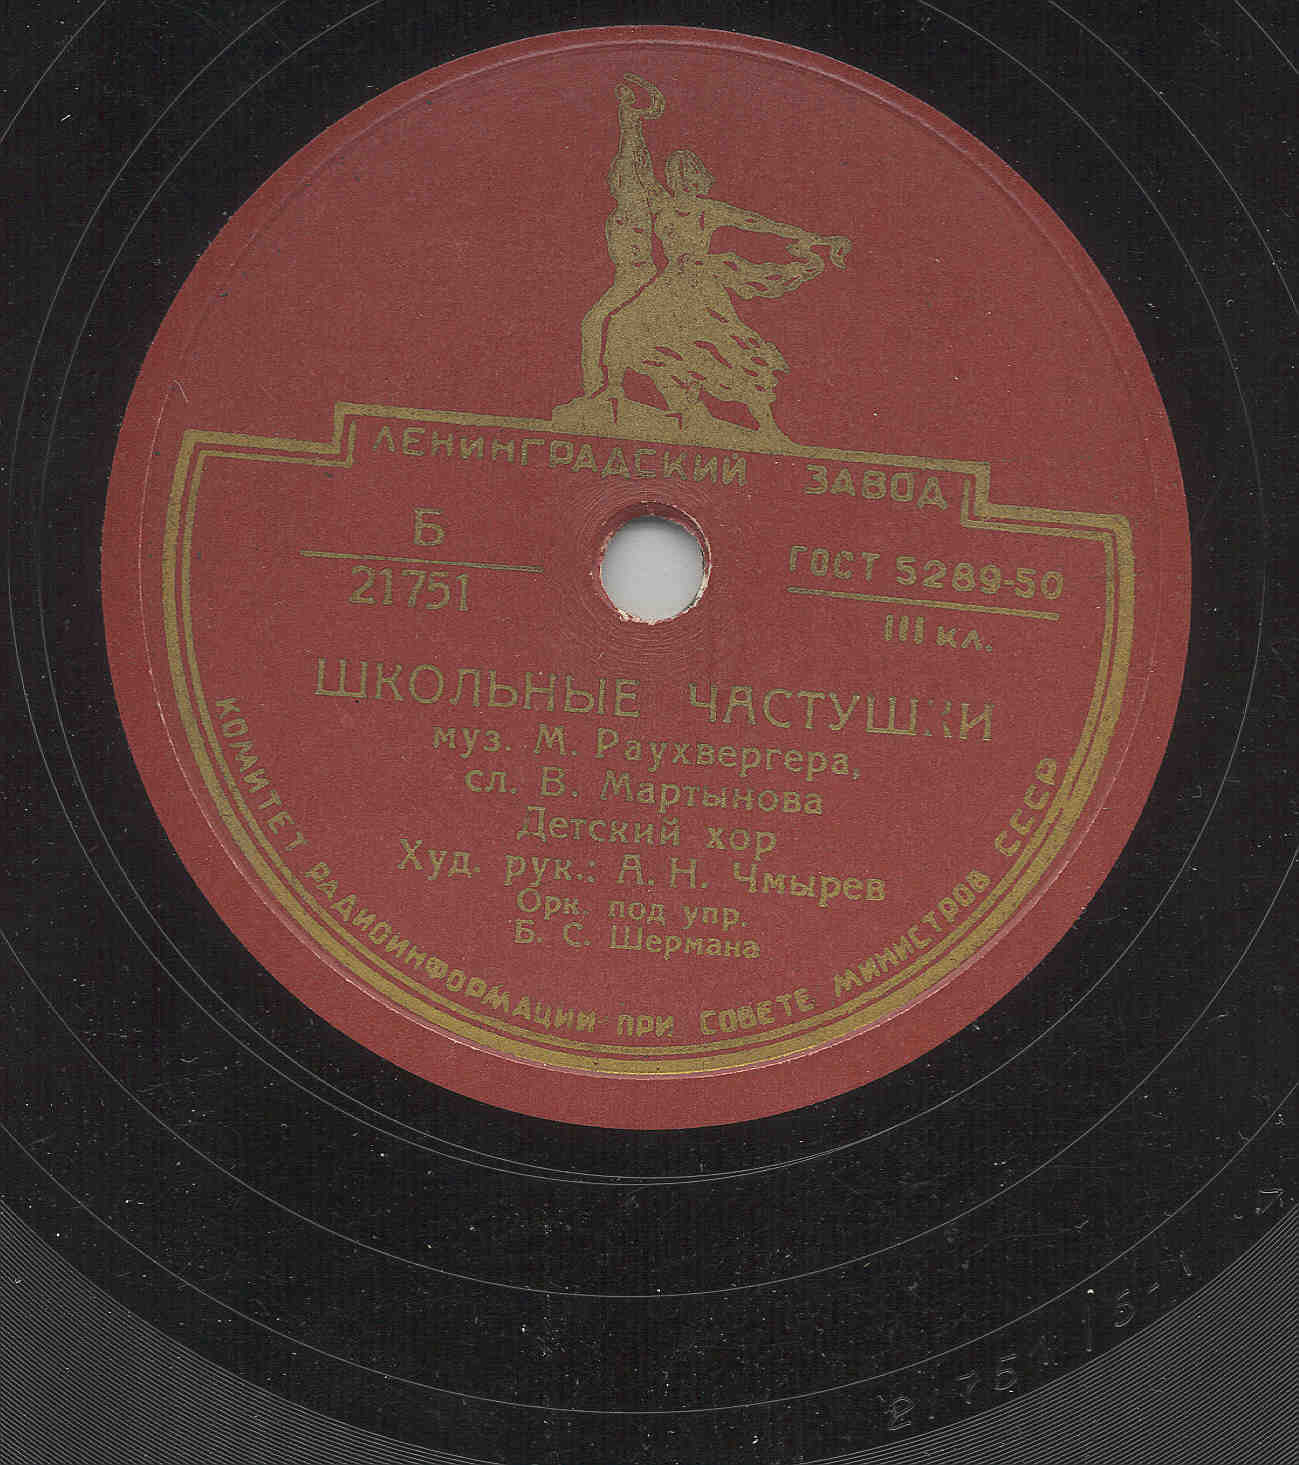 ЛЕНИНГРАДСКИЙ ЗАВОД
Б
21751
ГОСТ 5289-50
III кл.
ШКОЛЬНЫЕ ЧАСТУШКИ
муз. М. Раухвергера,
сл. В. Мартынова
Детский хор
Худ. рук.: А. Н. Чмырев
Орк. под упр.
Б. С. Шермана
КОМИТЕТ РАДИОИНФОРМАЦИИ ПРИ СОВЕТЕ МИНИСТРОВ СССР